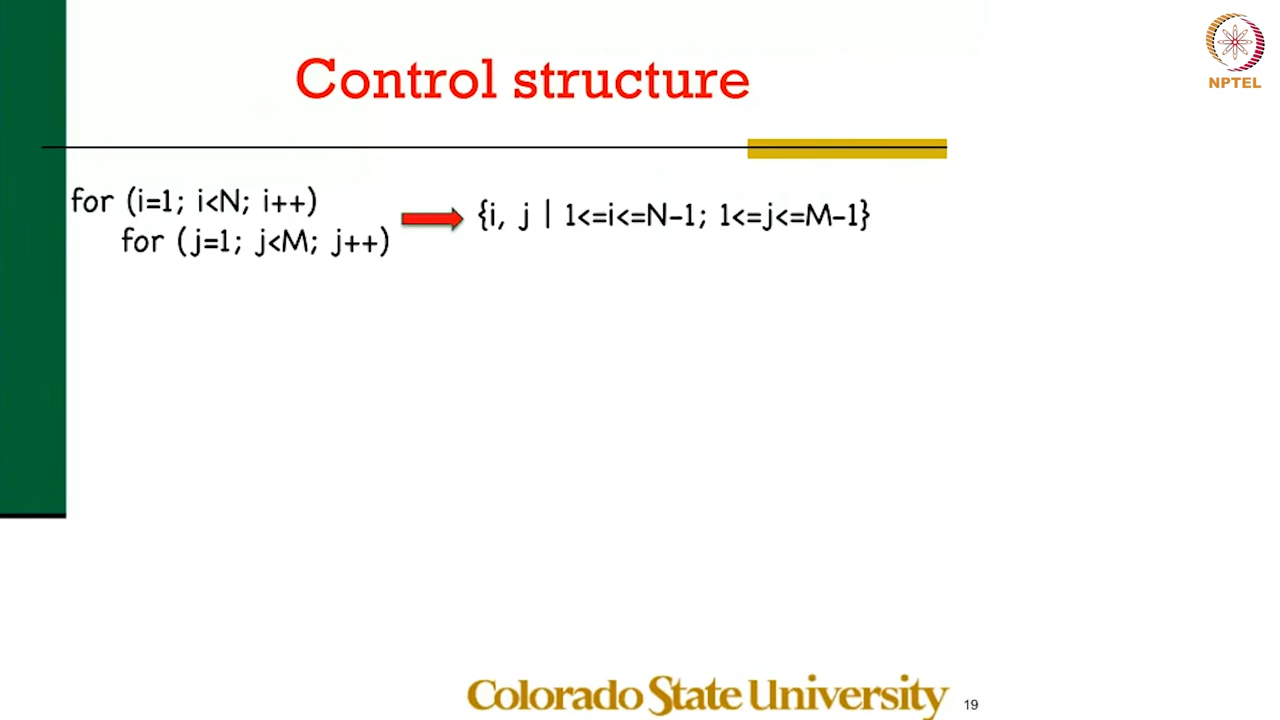 NPTEL
Control structure
for (i=1; i<N; i++)
for (j=1; j<M; j++)
{i, j | 1<=i<=N-1; 1<=j<=M-1}
Colorado State University
19